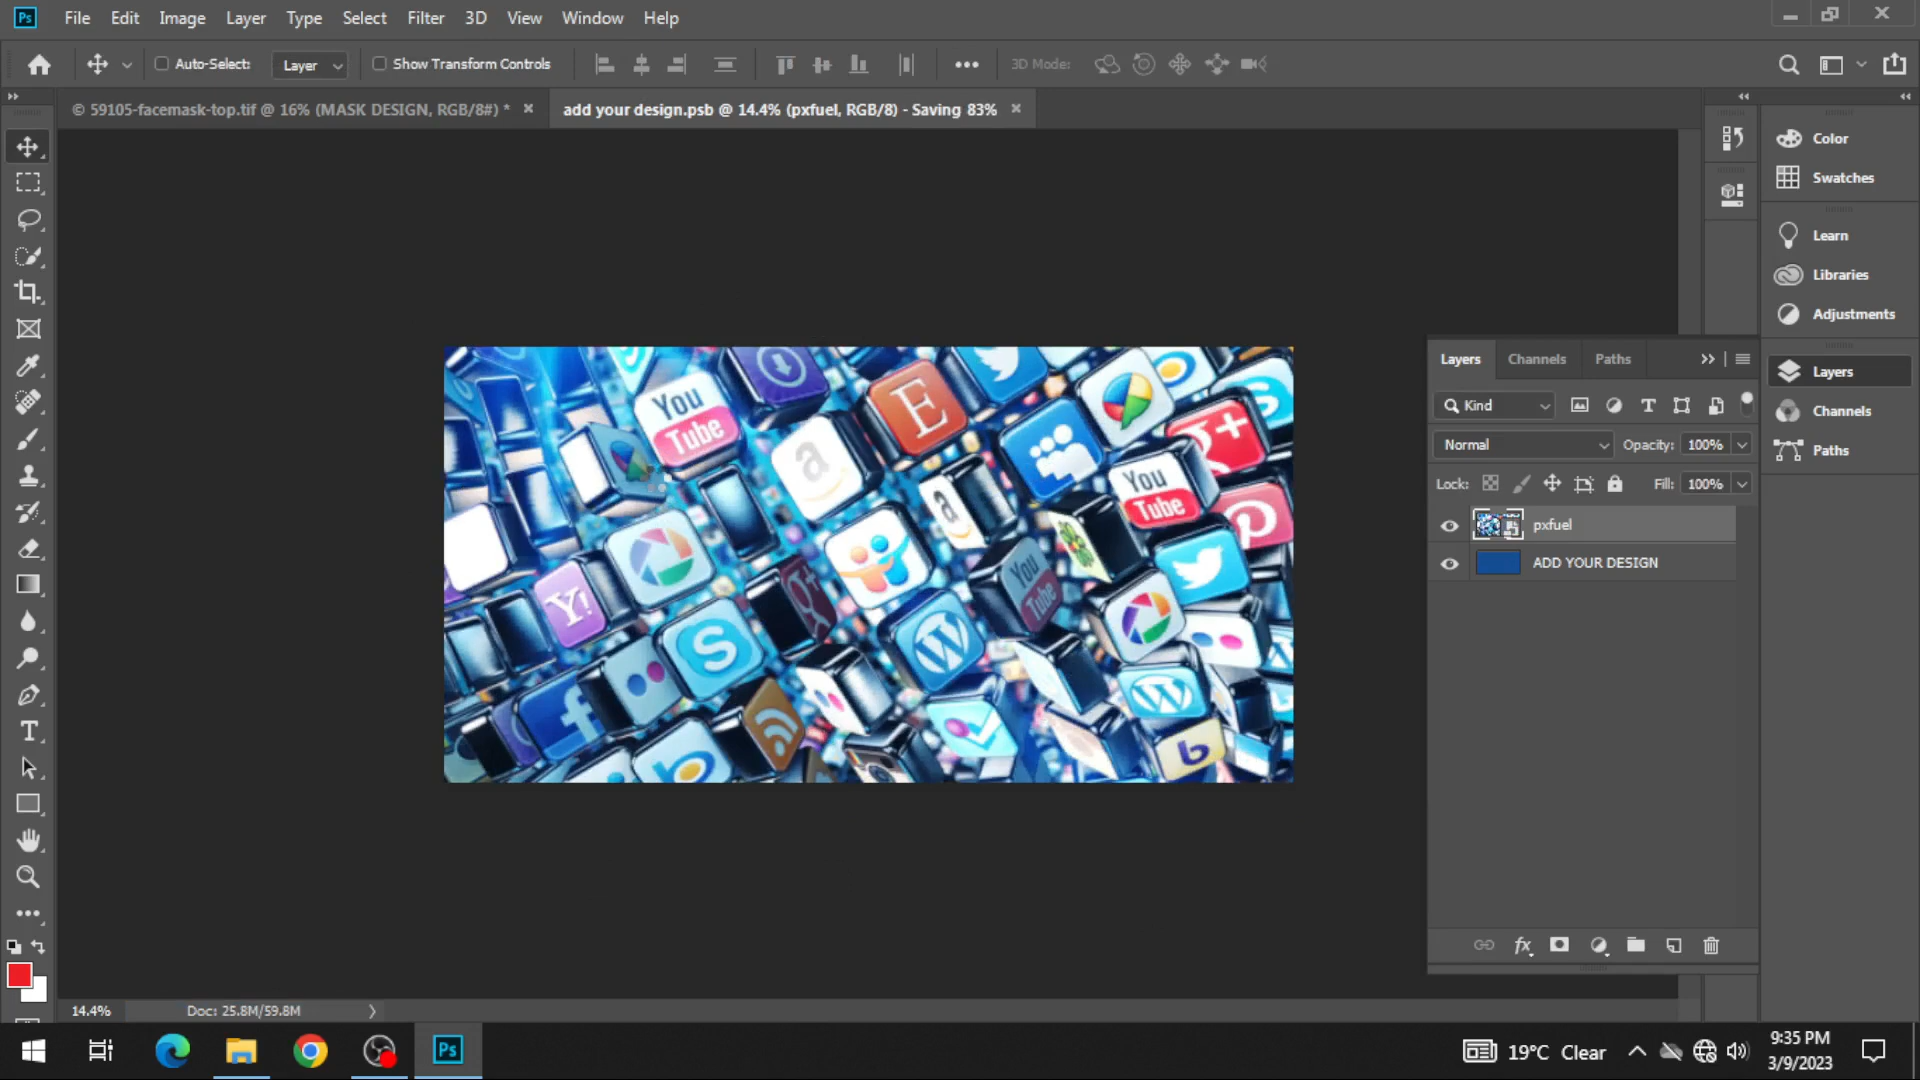 Ps File Edit Image Layer Type Select Filter 3D View Window Help
Auto-Select: Layer Show Transform Controls 3D Mode:
© 59105-facemask-top.tif @ 16% (MASK DESIGN, RGB/8#) * add your design.psb @ 14.4% (pxfuel, RGB/8) - Saving 83%
Color
Swatches
Learn
Libraries
Adjustments
Layers
Channels
Paths
Layers Channels Paths
Kind
Normal Opacity: 100%
Lock: Fill: 100%
pxfuel
ADD YOUR DESIGN
fx
You
Tube
E
a
g+
S
You
Tube
a
You
Tube
g+
Y!
S
W
W
f
b
b
T
14.4% Doc: 25.8M/59.8M
Ps
19°C Clear
9:35 PM
3/9/2023